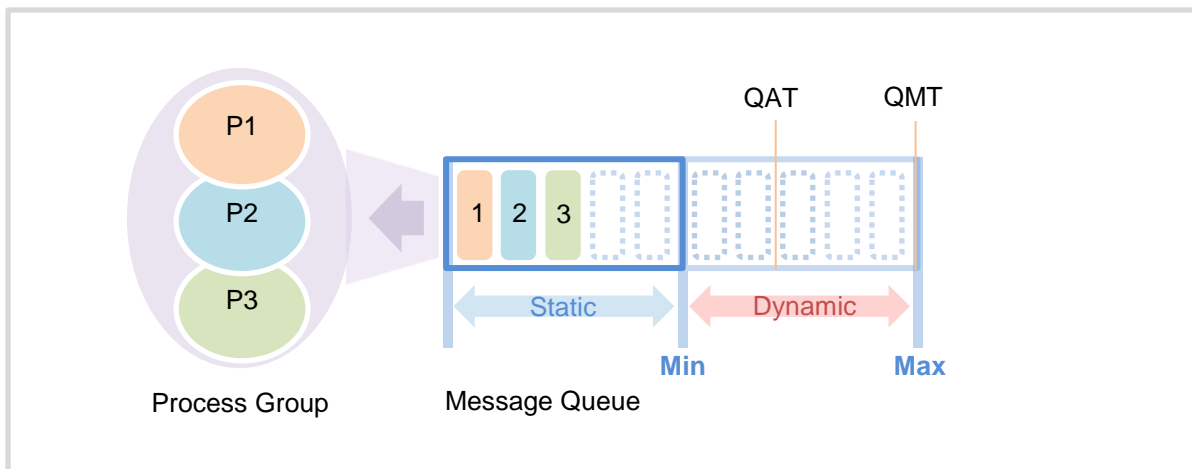 QAT QMT
P1
P2
P3
1 2 3
Static Dynamic
Min Max
Process Group Message Queue